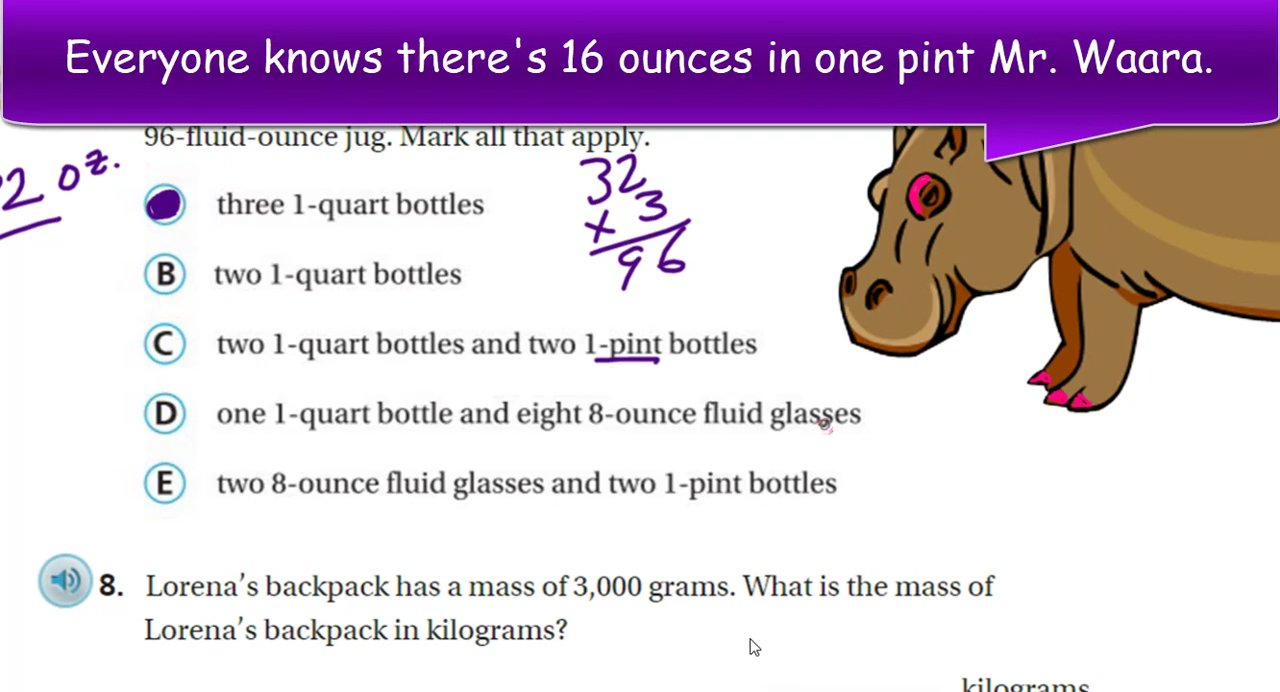 Everyone knows there's 16 ounces in one pint Mr. Waara.
96-fluid-ounce jug. Mark all that apply.
2 oz.
32
three 1-quart bottles
x 3
96
B two 1-quart bottles
C two 1-quart bottles and two 1-pint bottles
D one 1-quart bottle and eight 8-ounce fluid glasses
E two 8-ounce fluid glasses and two 1-pint bottles
8. Lorena's backpack has a mass of 3,000 grams. What is the mass of
Lorena's backpack in kilograms?
kilograms